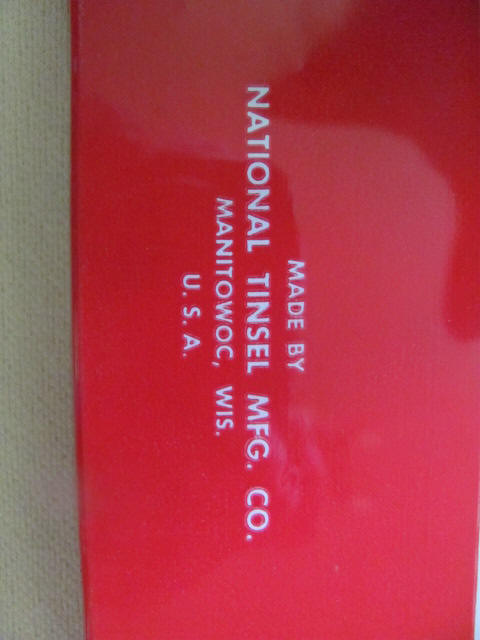 MADE BY
NATIONAL TINSEL MFG. CO.
MANITOWOC, WIS.
U. S. A.